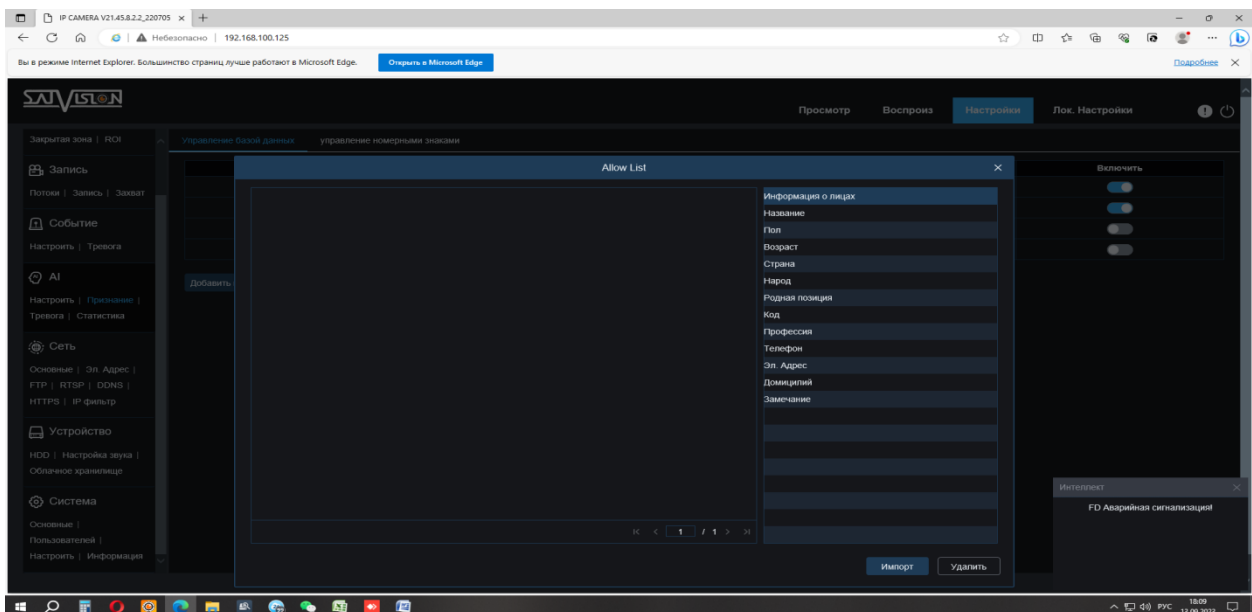 IP CAMERA V21.45.8.2.2_220705
Небезопасно 192.168.100.125
Вы в режиме Internet Explorer. Большинство страниц лучше работают в Microsoft Edge.
Открыть в Microsoft Edge
Подробнее
SATVISION
Просмотр
Воспроиз
Настройки
Лок. Настройки
Закрытая зона | ROI
Управление базой данных
управление номерными знаками
Запись
Потоки | Запись | Захват
Событие
Настроить | Тревога
AI
Настроить | Признание |
Тревога | Статистика
Сеть
Основные | Эл. Адрес |
FTP | RTSP | DDNS |
HTTPS | IP фильтр
Устройство
HDD | Настройка звука |
Облачное хранилище
Система
Основные |
Пользователей |
Настроить | Информация
Добавить
Allow List
Информация о лицах
Название
Пол
Возраст
Страна
Народ
Родная позиция
Код
Профессия
Телефон
Эл. Адрес
Домицилий
Замечание
1 / 1
Импорт
Удалить
Включить
Интеллект
FD Аварийная сигнализация!
РУС
18:09
13.09.2023